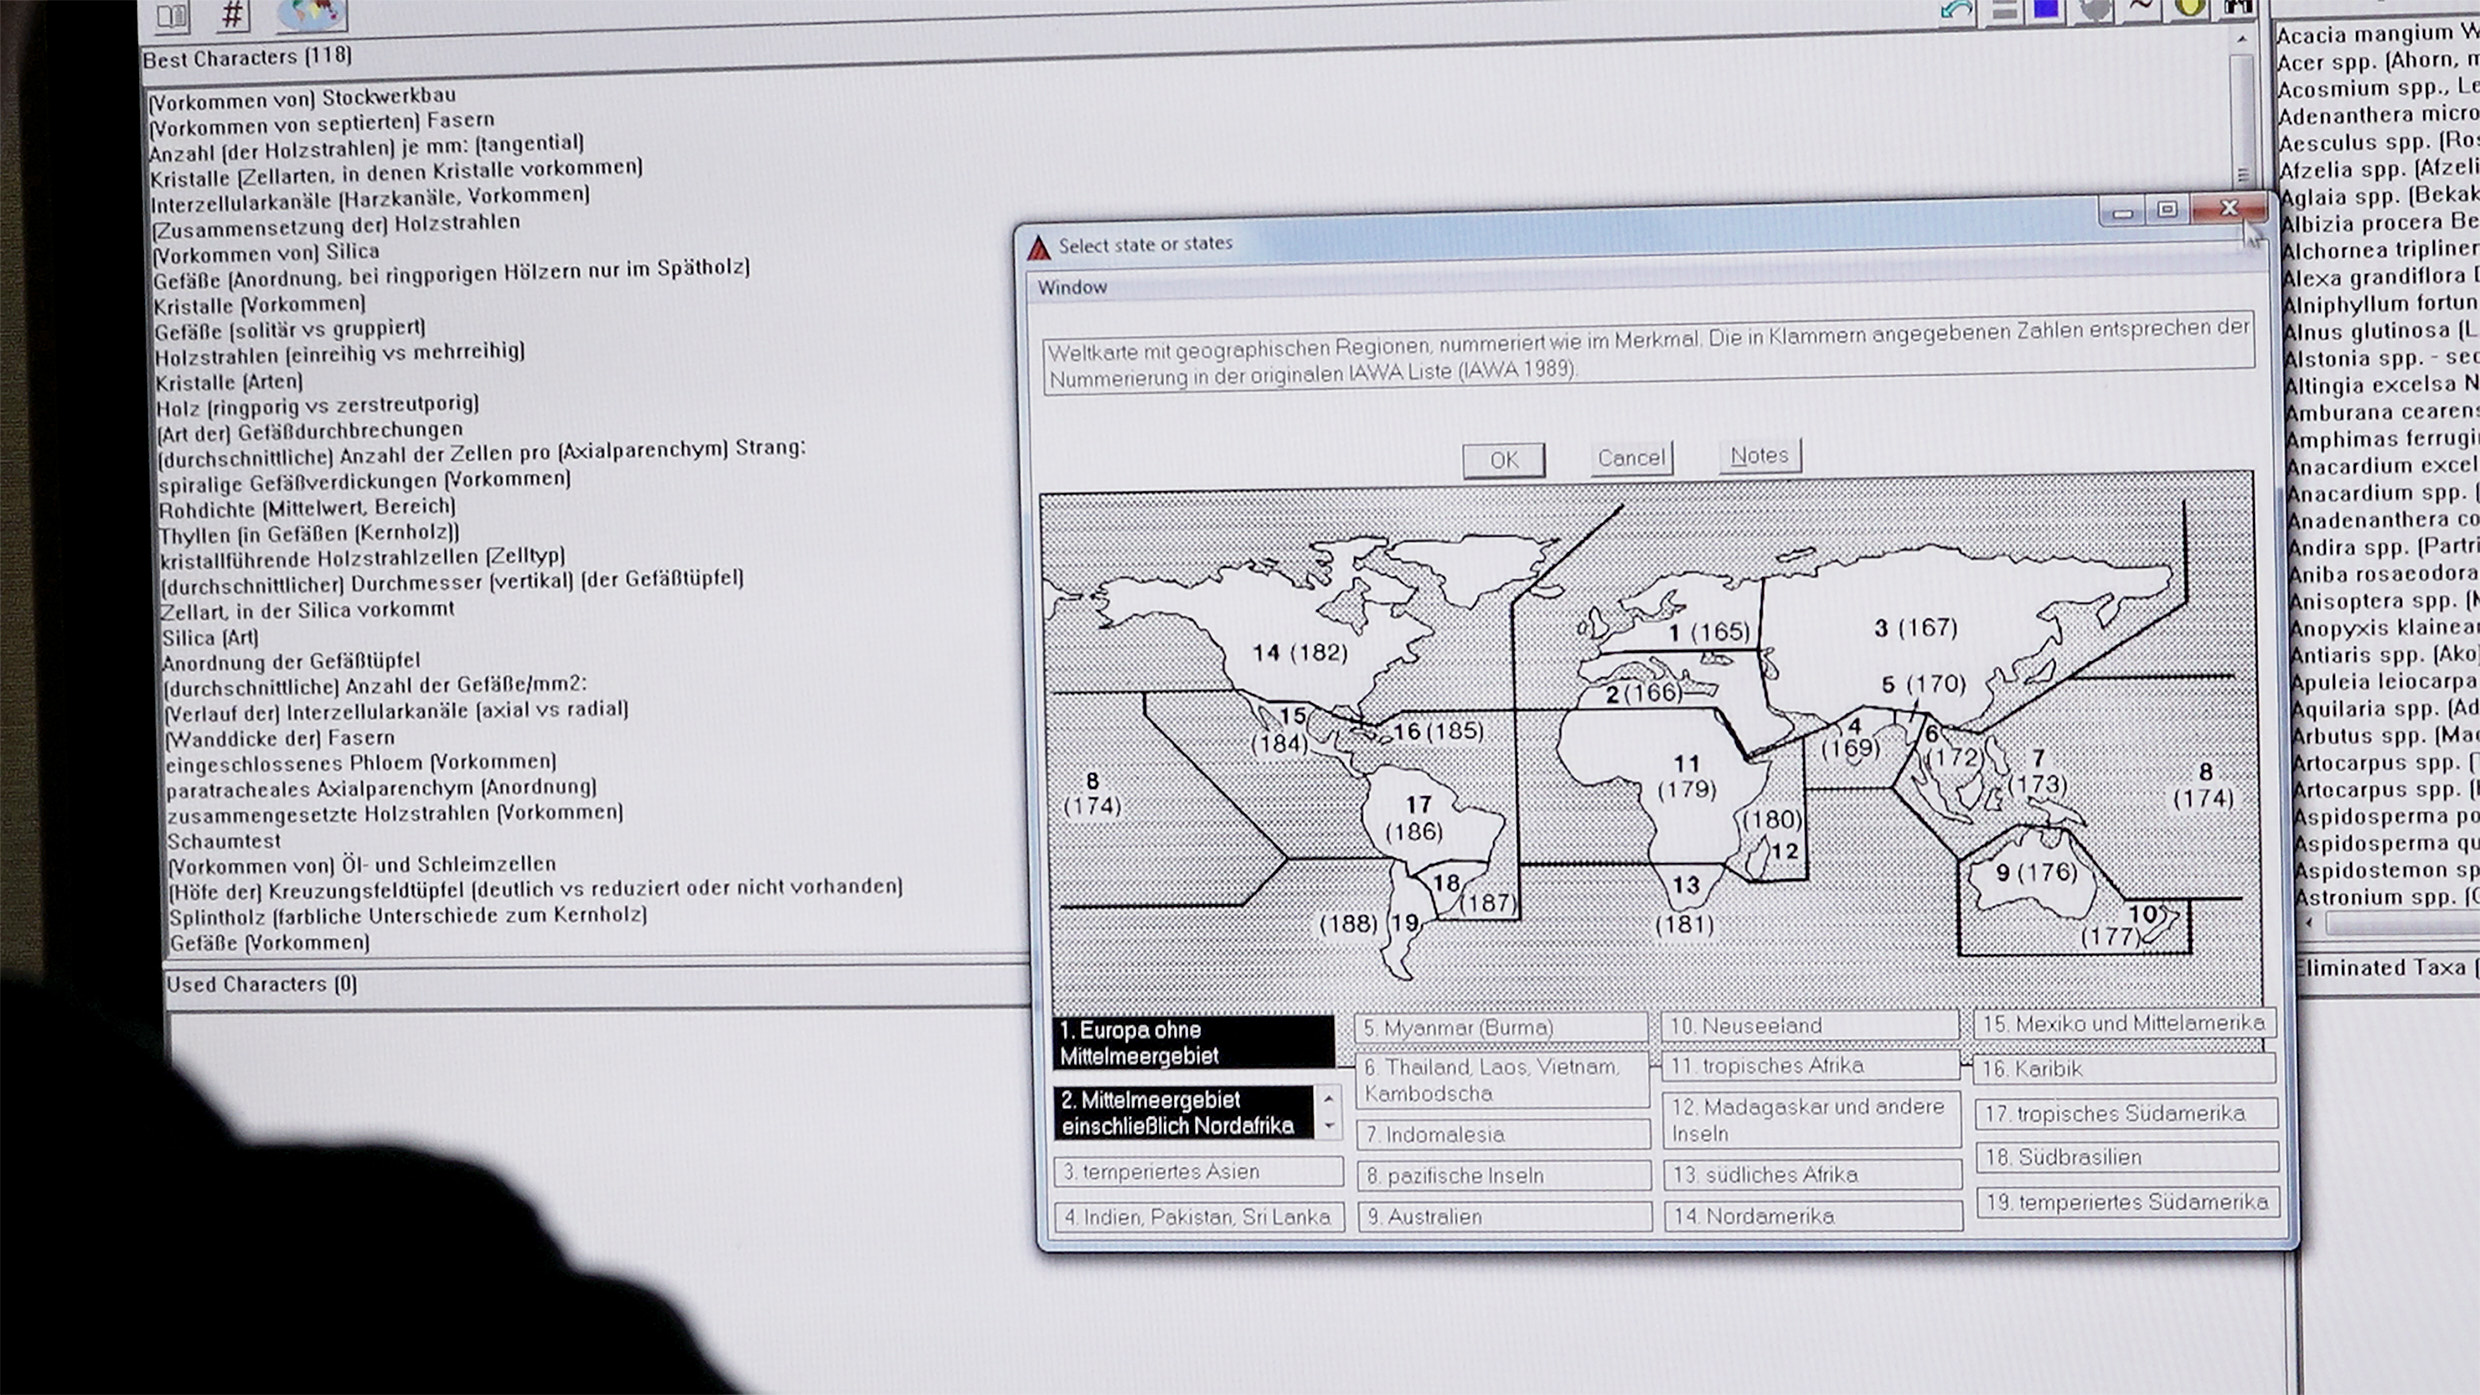 #
Best Characters (118)
(Vorkommen von) Stockwerkbau
(Vorkommen von septierten) Fasern
Anzahl (der Holzstrahlen) je mm: (tangential)
Kristalle (Zellarten, in denen Kristalle vorkommen)
Interzellularkanäle (Harzkanäle, Vorkommen)
(Zusammensetzung der) Holzstrahlen
(Vorkommen von) Silica
Gefäße (Anordnung, bei ringporigen Hölzern nur im Spätholz)
Kristalle (Vorkommen)
Gefäße (solitär vs gruppiert)
Holzstrahlen (einreihig vs mehrreihig)
Kristalle (Arten)
Holz (ringporig vs zerstreutporig)
(Art der) Gefäßdurchbrechungen
(durchschnittliche) Anzahl der Zellen pro (Axialparenchym) Strang:
spiralige Gefäßverdickungen (Vorkommen)
Rohdichte (Mittelwert, Bereich)
Thyllen (in Gefäßen (Kernholz))
kristallführende Holzstrahlzellen (Zelltyp)
(durchschnittlicher) Durchmesser (vertikal) (der Gefäßtüpfel)
Zellart, in der Silica vorkommt
Silica (Art)
Anordnung der Gefäßtüpfel
(durchschnittliche) Anzahl der Gefäße/mm2:
(Verlauf der) Interzellularkanäle (axial vs radial)
(Wanddicke der) Fasern
eingeschlossenes Phloem (Vorkommen)
paratracheales Axialparenchym (Anordnung)
zusammengesetzte Holzstrahlen (Vorkommen)
Schaumtest
(Vorkommen von) Öl- und Schleimzellen
(Höfe der) Kreuzungsfeldtüpfel (deutlich vs reduziert oder nicht vorhanden)
Splintholz (farbliche Unterschiede zum Kernholz)
Gefäße (Vorkommen)
Used Characters (0)
Select state or states
Window
Weltkarte mit geographischen Regionen, nummeriert wie im Merkmal. Die in Klammern angegebenen Zahlen entsprechen der
Nummerierung in der originalen IAWA Liste (IAWA 1989).
OK Cancel Notes
1 (165)
3 (167)
14 (182)
5 (170)
2 (166)
15
(184)
16 (185)
4
(169)
6
(172)
7
(173)
11
(179)
8
(174)
8
(174)
17
(186)
(180)
12
9 (176)
18
(187)
13
(181)
(188) 19
10
(177)
1. Europa ohne
Mittelmeergebiet
2. Mittelmeergebiet
einschließlich Nordafrika
3. temperiertes Asien
4. Indien, Pakistan, Sri Lanka
5. Myanmar (Burma)
6. Thailand, Laos, Vietnam,
Kambodscha
7. Indomalesia
8. pazifische Inseln
9. Australien
10. Neuseeland
11. tropisches Afrika
12. Madagaskar und andere
Inseln
13. südliches Afrika
14. Nordamerika
15. Mexiko und Mittelamerika
16. Karibik
17. tropisches Südamerika
18. Südbrasilien
19. temperiertes Südamerika
Acacia mangium W
Acer spp. (Ahorn, m
Acosmium spp., Le
Adenanthera micro
Aesculus spp. (Ros
Afzelia spp. (Afzeli
Aglaia spp. (Bekak
Albizia procera Be
Alchornea tripliner
Alexa grandiflora
Alniphyllum fortun
Alnus glutinosa (L
Alstonia spp. - sec
Altingia excelsa N
Amburana cearens
Amphimas ferrugi
Anacardium excel
Anacardium spp. (
Anadenanthera co
Andira spp. (Partri
Aniba rosaeodora
Anisoptera spp. (M
Anopyxis klainea
Antiaris spp. (Ako
Apuleia leiocarpa
Aquilaria spp. (Ad
Arbutus spp. (Mad
Artocarpus spp. (
Artocarpus spp. (
Aspidosperma po
Aspidosperma qu
Aspidostemon sp
Astronium spp. (G
Eliminated Taxa (